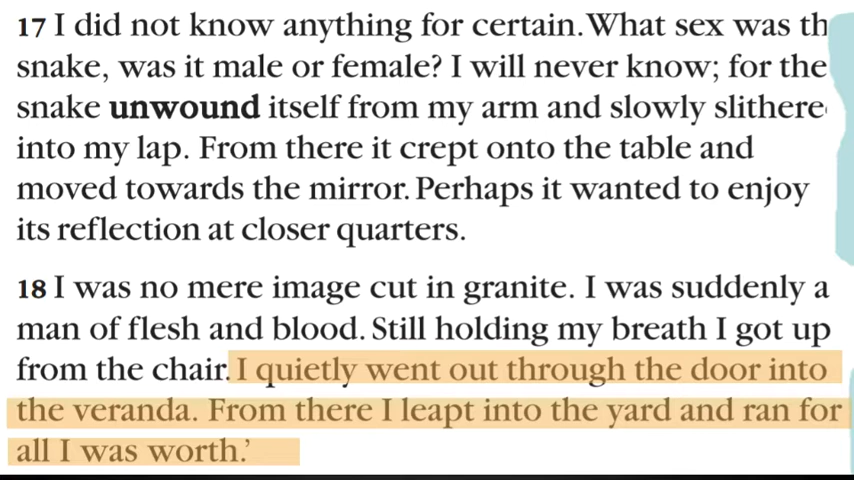 17 I did not know anything for certain. What sex was th
snake, was it male or female? I will never know; for the
snake unwound itself from my arm and slowly slithere
into my lap. From there it crept onto the table and
moved towards the mirror. Perhaps it wanted to enjoy
its reflection at closer quarters.
18 I was no mere image cut in granite. I was suddenly a
man of flesh and blood. Still holding my breath I got up
from the chair. I quietly went out through the door into
the veranda. From there I leapt into the yard and ran for
all I was worth.’